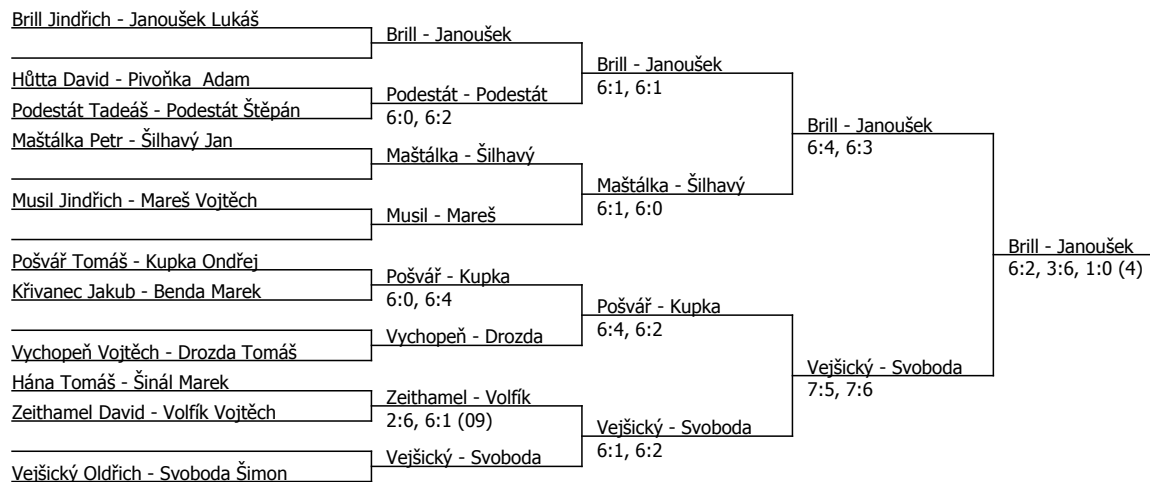 Brill Jindřich - Janoušek Lukáš
Brill - Janoušek
Brill - Janoušek
6:1, 6:1
Hůtta David - Pivoňka  Adam
Podestát - Podestát
6:0, 6:2
Podestát Tadeáš - Podestát Štěpán
Brill - Janoušek
6:4, 6:3
Maštálka Petr - Šilhavý Jan
Maštálka - Šilhavý
Maštálka - Šilhavý
6:1, 6:0
Musil Jindřich - Mareš Vojtěch
Musil - Mareš
Brill - Janoušek
6:2, 3:6, 1:0 (4)
Pošvář Tomáš - Kupka Ondřej
Pošvář - Kupka
6:0, 6:4
Křivanec Jakub - Benda Marek
Pošvář - Kupka
6:4, 6:2
Vychopeň - Drozda
Vychopeň Vojtěch - Drozda Tomáš
Vejšický - Svoboda
7:5, 7:6
Hána Tomáš - Šinál Marek
Zeithamel - Volfík
2:6, 6:1 (09)
Zeithamel David - Volfík Vojtěch
Vejšický - Svoboda
6:1, 6:2
Vejšický - Svoboda
Vejšický Oldřich - Svoboda Šimon